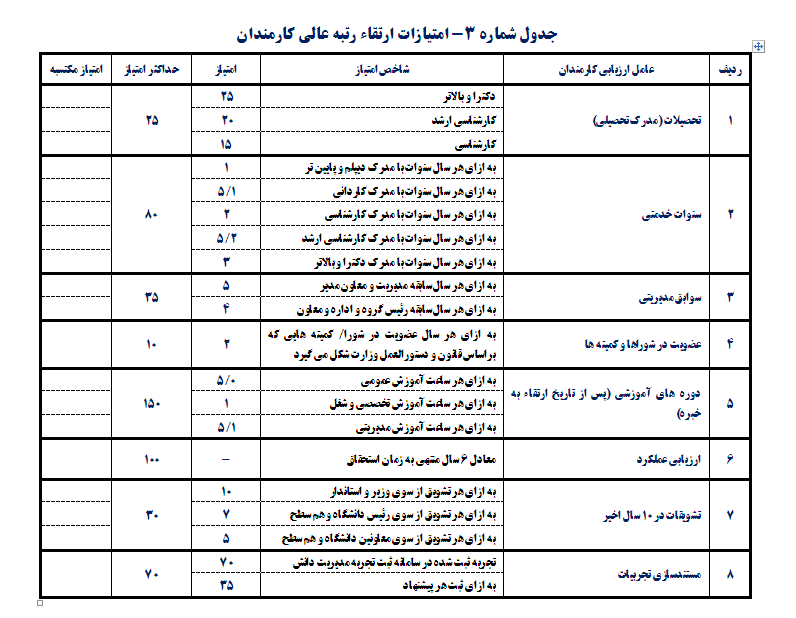 جدول شماره ۳- امتیازات ارتقاء رتبه عالی کارمندان
ردیف عامل ارزیابی کارمندان شاخص امتیاز امتیاز حداکثر امتیاز امتیاز مکتسبه
۱ تحصیلات (مدرک تحصیلی) دکترا و بالاتر ۲۵ ۲۵
کارشناسی ارشد ۲۰
کارشناسی ۱۵
۲ سنوات خدمتی به ازای هر سال سنوات با مدرک دیپلم و پایین تر ۱ ۸۰
به ازای هر سال سنوات با مدرک کاردانی ۵/۱
به ازای هر سال سنوات با مدرک کارشناسی ۲
به ازای هر سال سنوات با مدرک کارشناسی ارشد ۵/۲
به ازای هر سال سنوات با مدرک دکترا و بالاتر ۳
۳ سوابق مدیریتی به ازای هر سال سابقه مدیریت و معاون مدیر ۵ ۳۵
به ازای هر سال سابقه رئیس گروه و اداره و معاون ۴
۴ عضویت در شوراها و کمیته ها به ازای هر سال عضویت در شورا/ کمیته هایی که ۲ ۱۰
براساس قانون و دستورالعمل وزارت شکل می گیرد
۵ دوره های آموزشی (پس از تاریخ ارتقاء به به ازای هر ساعت آموزش عمومی ۵/۰ ۱۵۰
خبره) به ازای هر ساعت آموزش تخصصی و شغل ۱
به ازای هر ساعت آموزش مدیریتی ۵/۱
۶ ارزیابی عملکرد معادل ۶ سال منتهی به زمان استحقاق - ۱۰۰
۷ تشویقات در ۱۰ سال اخیر به ازای هر تشویق از سوی وزیر و استاندار ۱۰ ۳۰
به ازای هر تشویق از سوی رئیس دانشگاه و هم سطح ۷
به ازای هر تشویق از سوی معاونین دانشگاه و هم سطح ۵
۸ مستندسازی تجربیات تجربه ثبت شده در سامانه ثبت تجربه مدیریت دانش ۷۰ ۷۰
به ازای ثبت هر پیشنهاد ۳۵